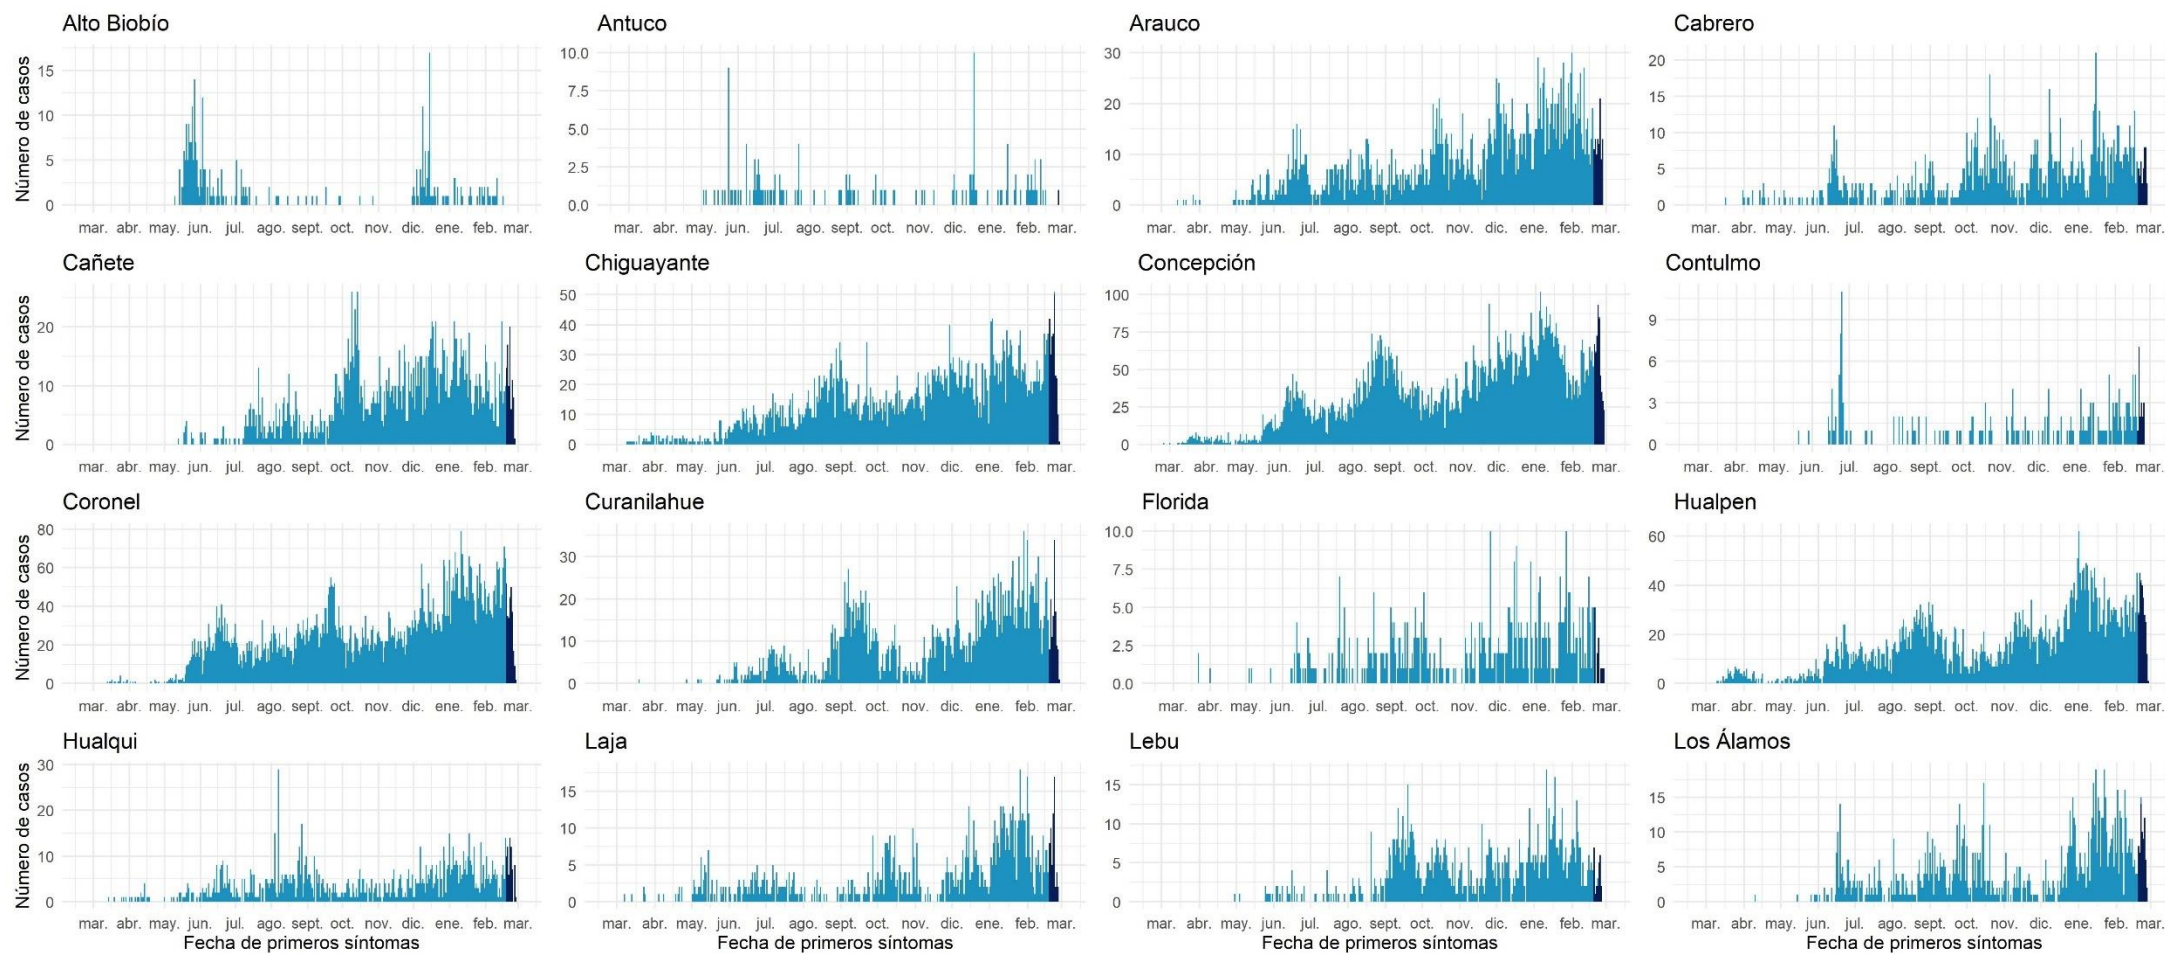 Alto Biobío
Antuco
Arauco
Cabrero
Número de casos
15
10
5
0
10.0
7.5
5.0
2.5
0.0
30
20
10
0
20
15
10
5
0
mar. abr. may. jun. jul. ago. sept. oct. nov. dic. ene. feb. mar.
mar. abr. may. jun. jul. ago. sept. oct. nov. dic. ene. feb. mar.
mar. abr. may. jun. jul. ago. sept. oct. nov. dic. ene. feb. mar.
mar. abr. may. jun. jul. ago. sept. oct. nov. dic. ene. feb. mar.
Cañete
Chiguayante
Concepción
Contulmo
Número de casos
20
10
0
50
40
30
20
10
0
100
75
50
25
0
9
6
3
0
mar. abr. may. jun. jul. ago. sept. oct. nov. dic. ene. feb. mar.
mar. abr. may. jun. jul. ago. sept. oct. nov. dic. ene. feb. mar.
mar. abr. may. jun. jul. ago. sept. oct. nov. dic. ene. feb. mar.
mar. abr. may. jun. jul. ago. sept. oct. nov. dic. ene. feb. mar.
Coronel
Curanilahue
Florida
Hualpen
Número de casos
80
60
40
20
0
30
20
10
0
10.0
7.5
5.0
2.5
0.0
60
40
20
0
mar. abr. may. jun. jul. ago. sept. oct. nov. dic. ene. feb. mar.
mar. abr. may. jun. jul. ago. sept. oct. nov. dic. ene. feb. mar.
mar. abr. may. jun. jul. ago. sept. oct. nov. dic. ene. feb. mar.
mar. abr. may. jun. jul. ago. sept. oct. nov. dic. ene. feb. mar.
Hualqui
Laja
Lebu
Los Álamos
Número de casos
30
20
10
0
15
10
5
0
15
10
5
0
15
10
5
0
mar. abr. may. jun. jul. ago. sept. oct. nov. dic. ene. feb. mar.
mar. abr. may. jun. jul. ago. sept. oct. nov. dic. ene. feb. mar.
mar. abr. may. jun. jul. ago. sept. oct. nov. dic. ene. feb. mar.
mar. abr. may. jun. jul. ago. sept. oct. nov. dic. ene. feb. mar.
Fecha de primeros síntomas
Fecha de primeros síntomas
Fecha de primeros síntomas
Fecha de primeros síntomas